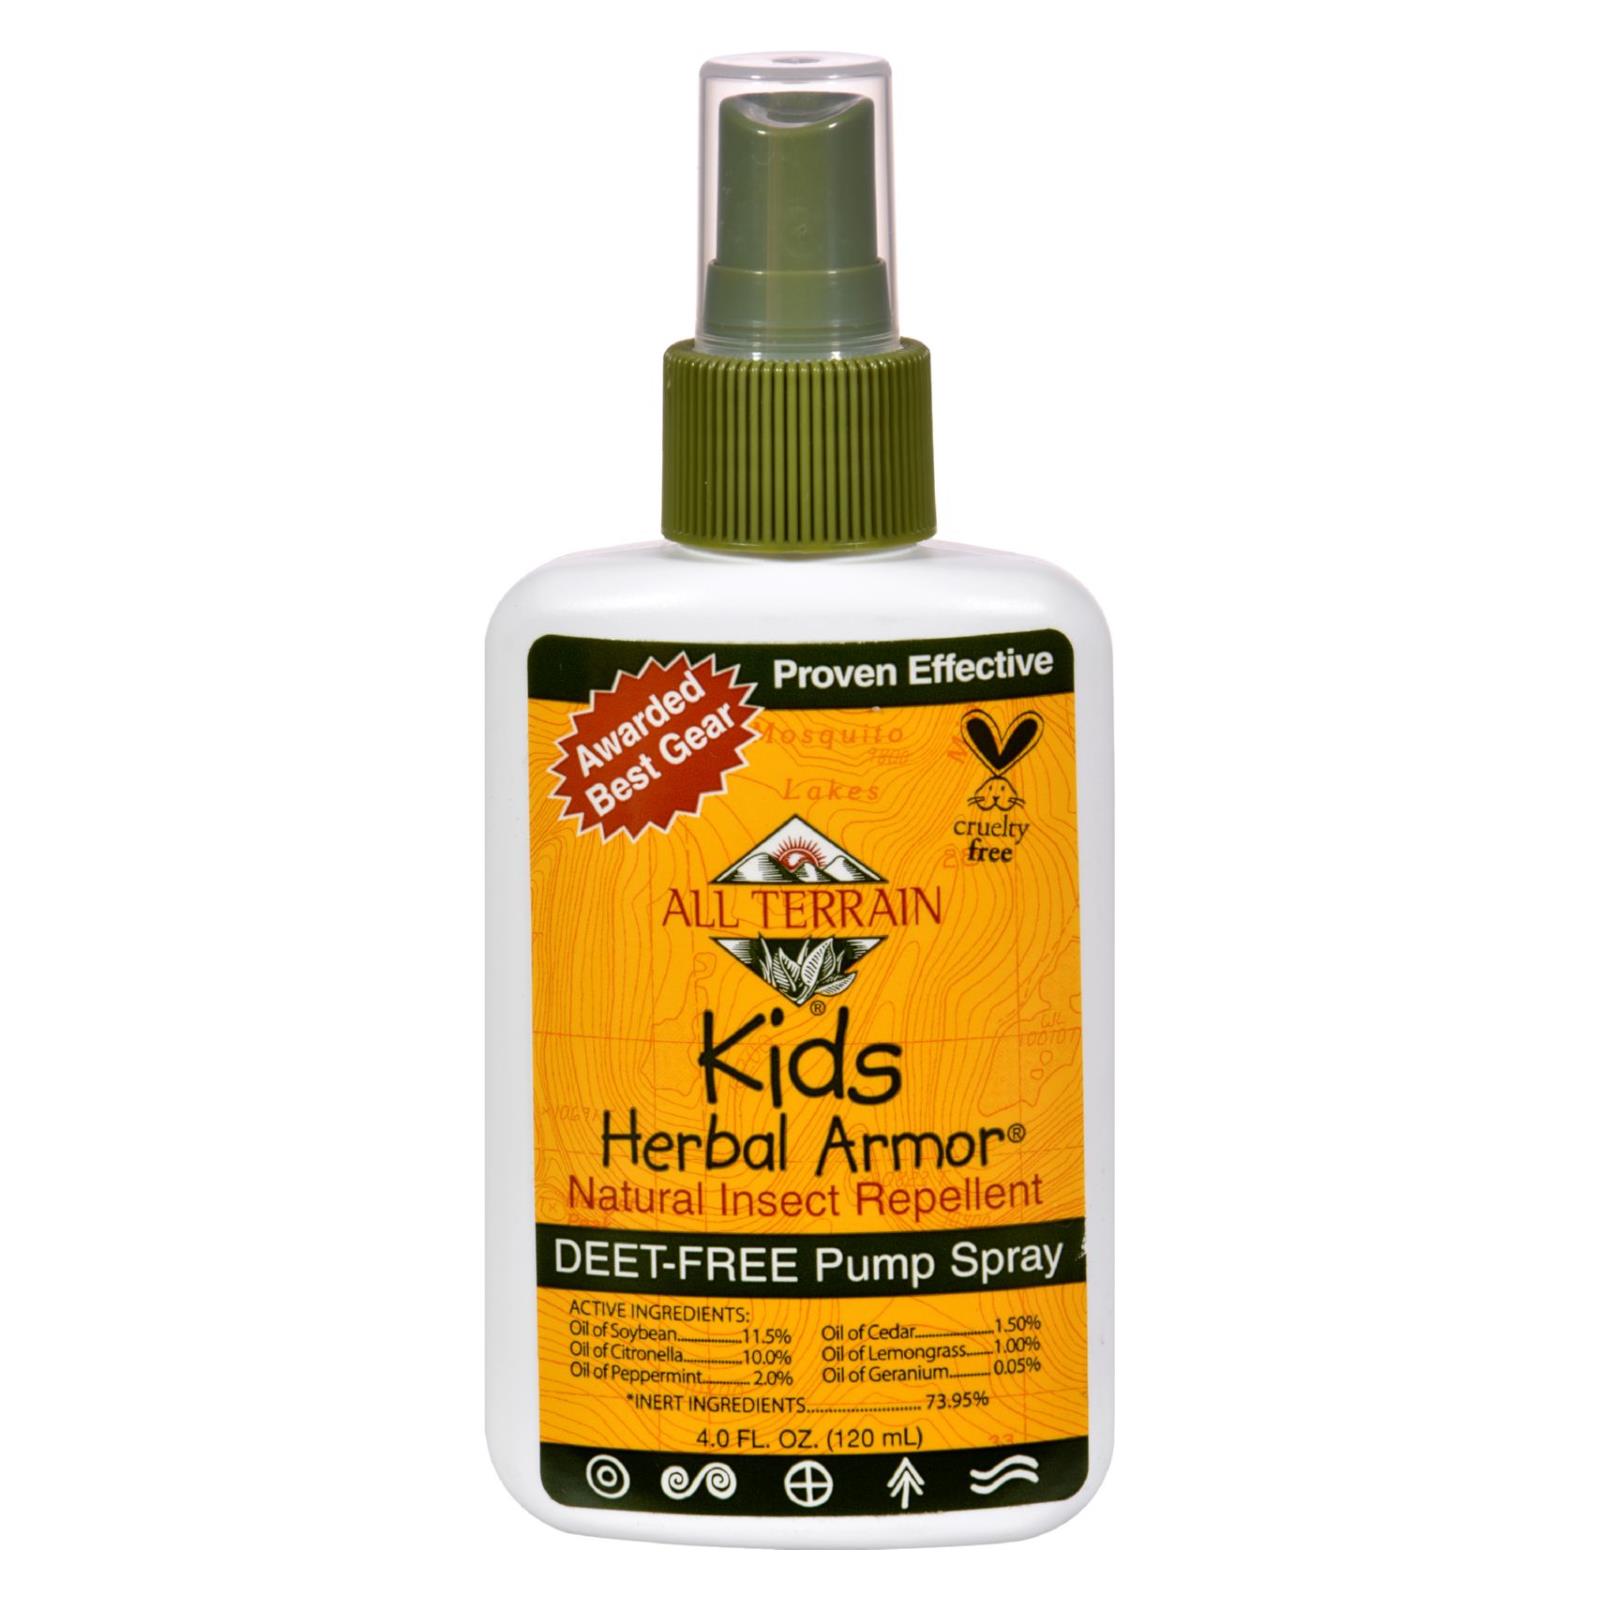 Proven Effective
Awarded
Best Gear
Mosquito
9800
Lakes
cruelty
free
ALL TERRAIN
®
Kids
Herbal Armor®
Natural Insect Repellent
DEET-FREE Pump Spray
ACTIVE INGREDIENTS:
Oil of Soybean...................11.5%
Oil of Citronella.................10.0%
Oil of Peppermint.............. 2.0%
Oil of Cedar.......................1.50%
Oil of Lemongrass.......1.00%
Oil of Geranium........... 0.05%
*INERT INGREDIENTS........................ 73.95%
4.0 FL. OZ. (120 mL)
33